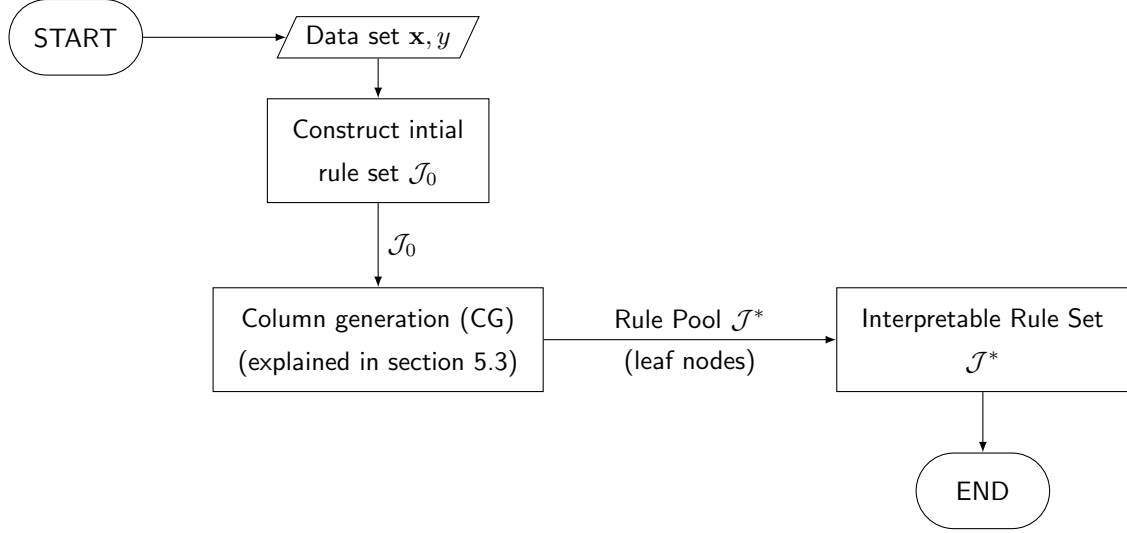 START
Data set x, y
Construct intial
rule set 𝒥₀
𝒥₀
Column generation (CG)
(explained in section 5.3)
Rule Pool 𝒥*
(leaf nodes)
Interpretable Rule Set
𝒥*
END